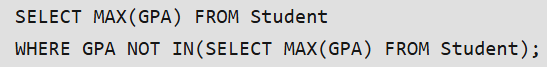 SELECT MAX(GPA) FROM Student
WHERE GPA NOT IN(SELECT MAX(GPA) FROM Student);